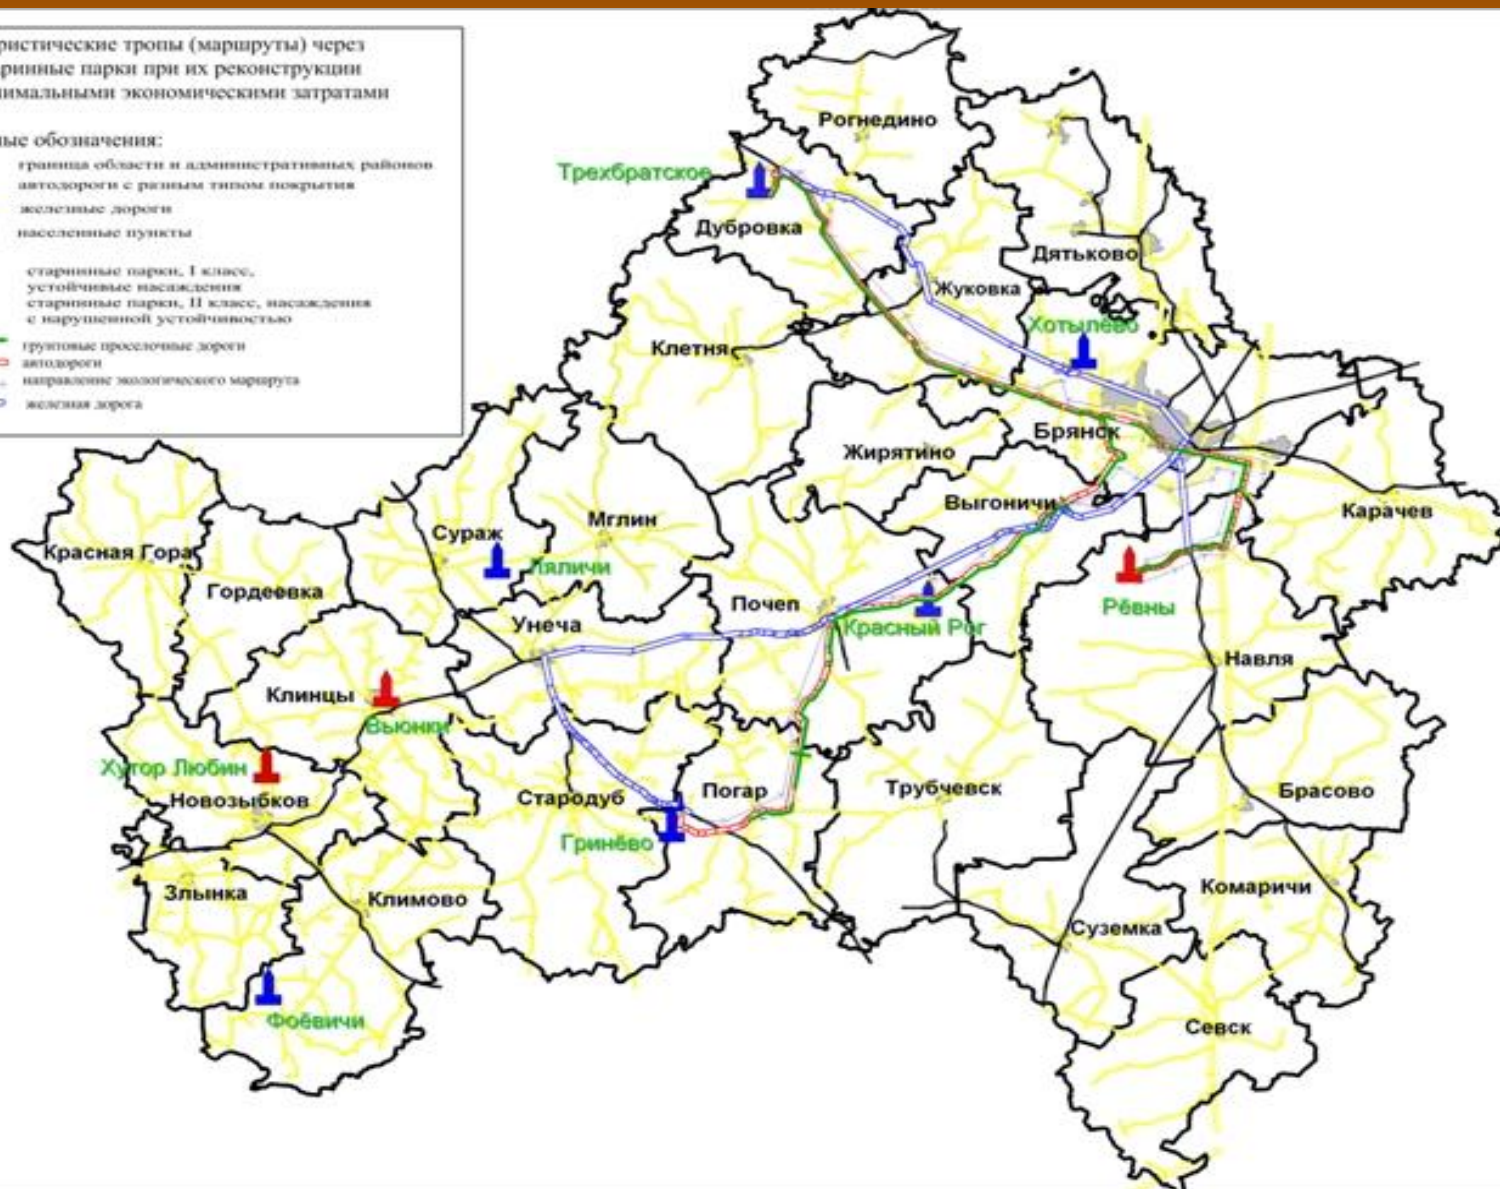 ристические тропы (маршруты) через
ринные парки при их реконструкции
имальными экономическими затратами
ные обозначения:
граница области и административных районов
автодороги с разным типом покрытия
железные дороги
населенные пункты
старинные парки, I класс,
устойчивые насаждения
старинные парки, II класс, насаждения
с нарушенной устойчивостью
грунтовые проселочные дороги
автодороги
направление экологического маршрута
железная дорога
Рогнедино
Трехбратское
Дубровка
Дятьково
Жуковка
Хотылёво
Клетня
Брянск
Жирятино
Выгоничи
Карачев
Сураж
Мглин
Красная Гора
Ляличи
Гордеевка
Почеп
Рёвны
Унеча
Красный Рог
Навля
Клинцы
Вьюнки
Хутор Любин
Новозыбков
Стародуб
Погар
Трубчевск
Брасово
Гринёво
Злынка
Климово
Комаричи
Суземка
Фоёвичи
Севск